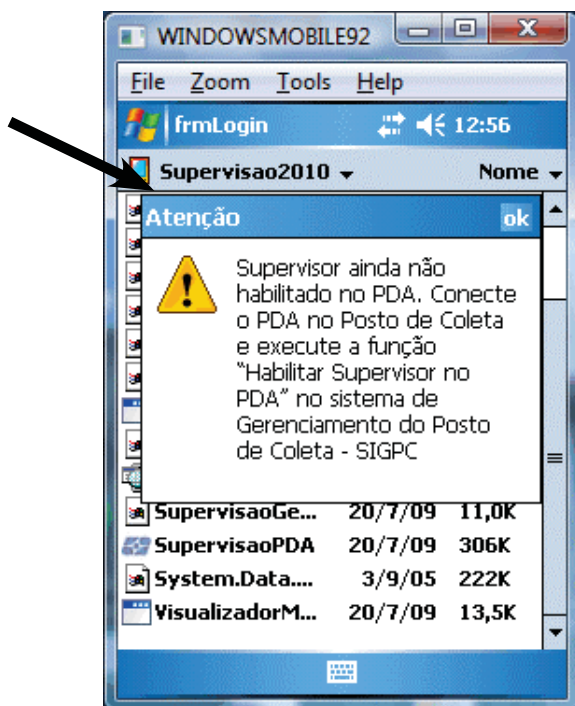 WINDOWSMOBILE92
File Zoom Tools Help
frmLogin 12:56
Supervisao2010 Nome
Atenção ok
Supervisor ainda não
habilitado no PDA. Conecte
o PDA no Posto de Coleta
e execute a função
"Habilitar Supervisor no
PDA" no sistema de
Gerenciamento do Posto
de Coleta - SIGPC
SupervisaoGe... 20/7/09 11,0K
SupervisaoPDA 20/7/09 306K
System.Data.... 3/9/05 222K
VisualizadorM... 20/7/09 13,5K